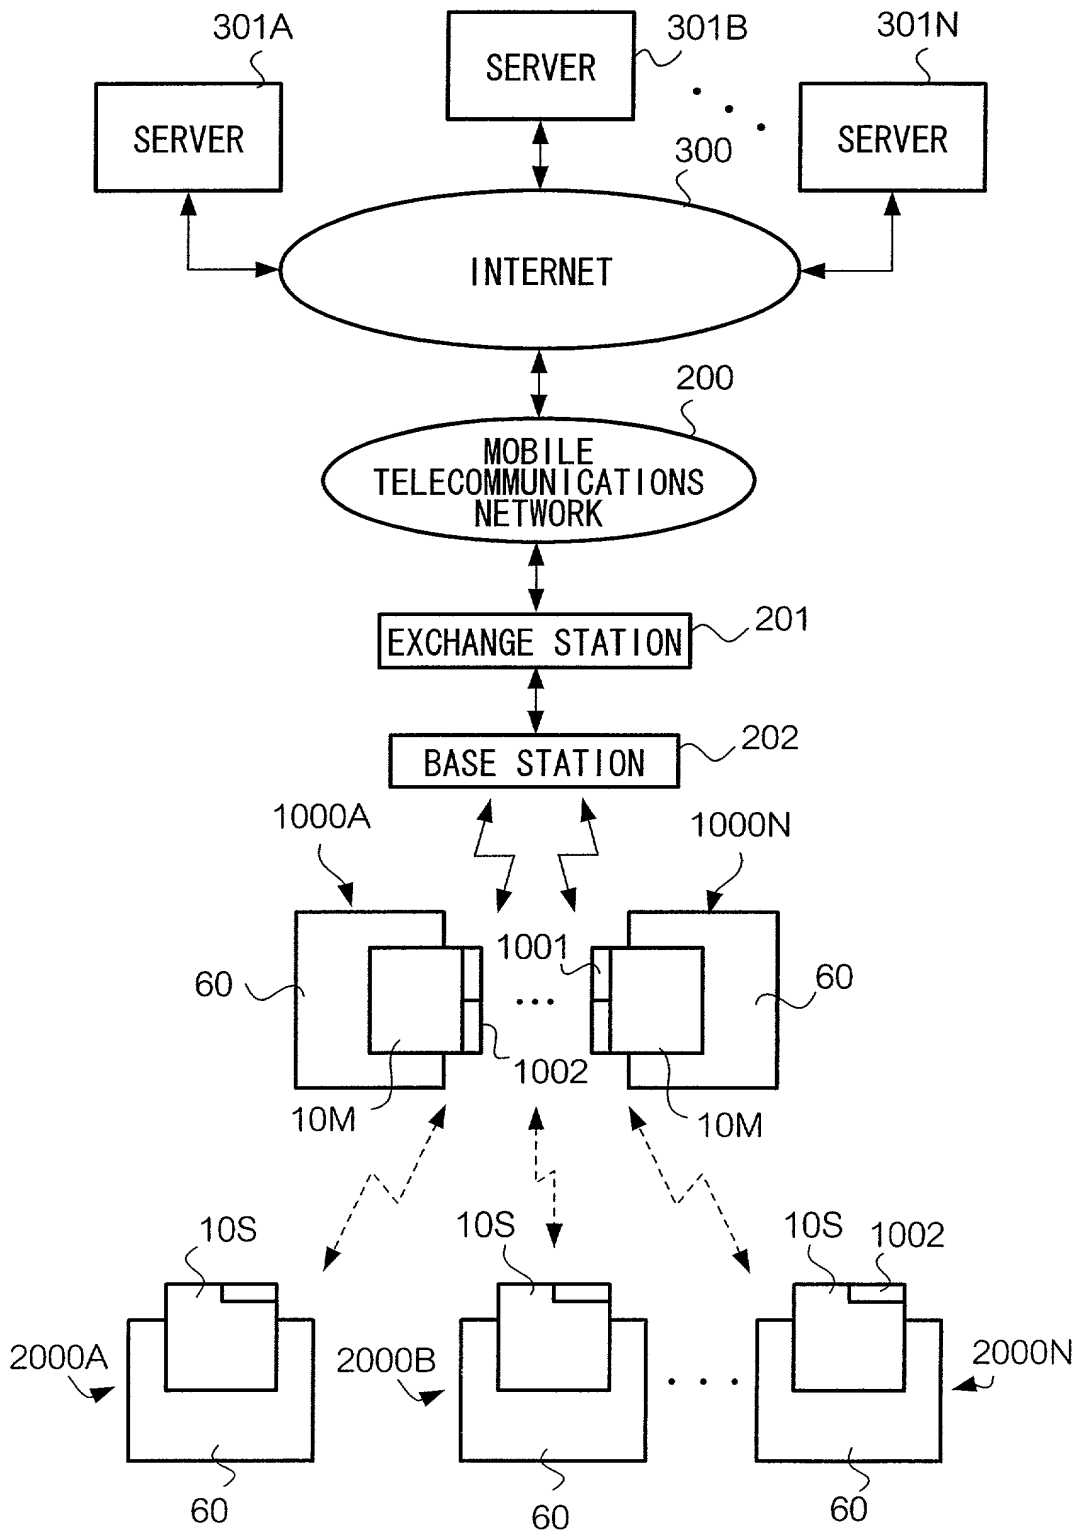 301A
301B
301N
SERVER
SERVER
SERVER
300
INTERNET
200
MOBILE
TELECOMMUNICATIONS
NETWORK
201
EXCHANGE STATION
202
BASE STATION
1000A
1000N
1001
60
60
1002
10M
10M
10S
10S
10S
1002
2000A
2000B
2000N
60
60
60